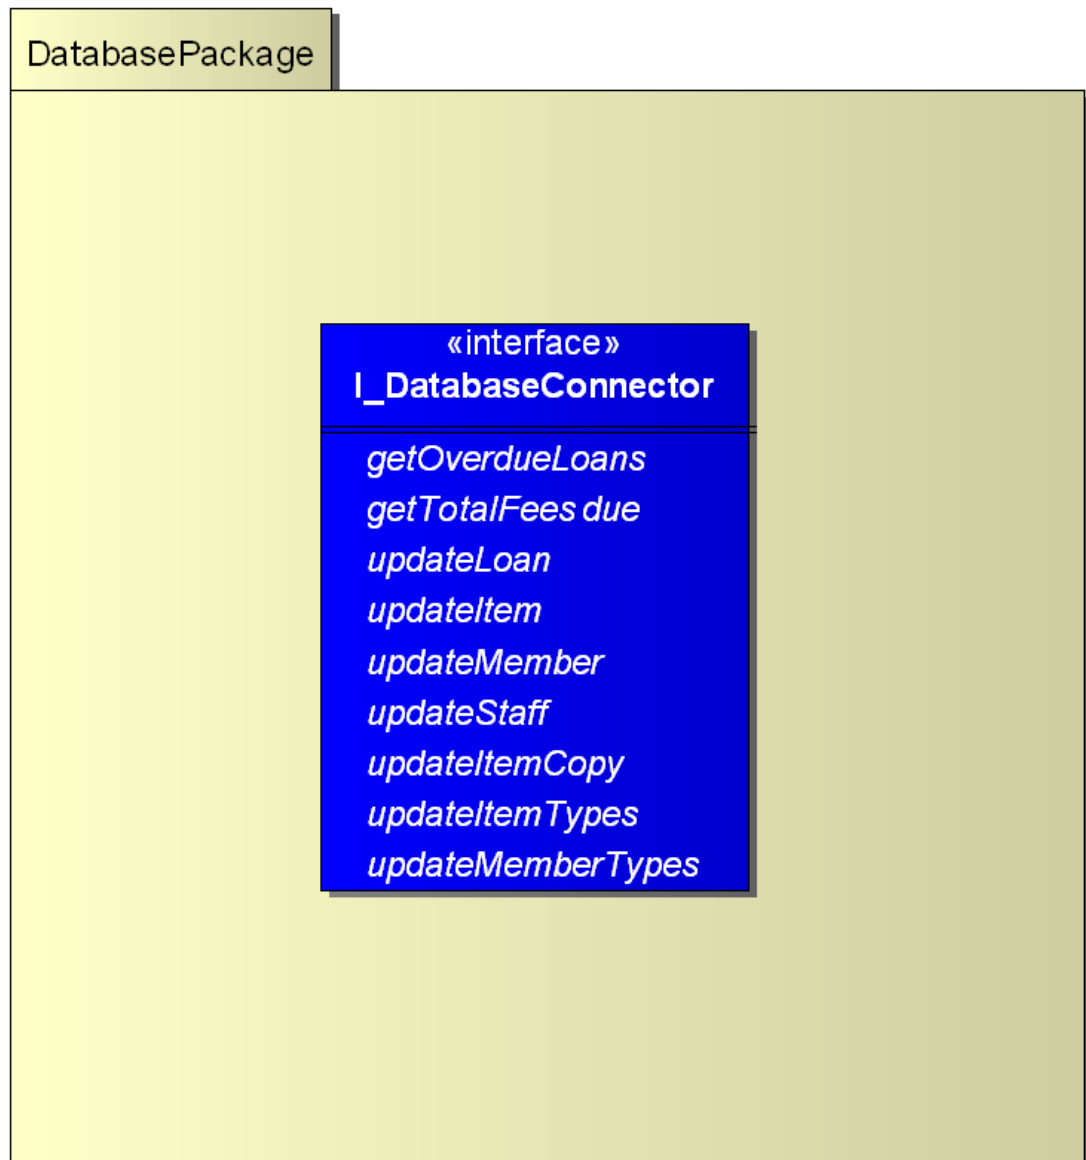 DatabasePackage
«interface»
I_DatabaseConnector
getOverdueLoans
getTotalFees due
updateLoan
updateItem
updateMember
updateStaff
updateItemCopy
updateItemTypes
updateMemberTypes